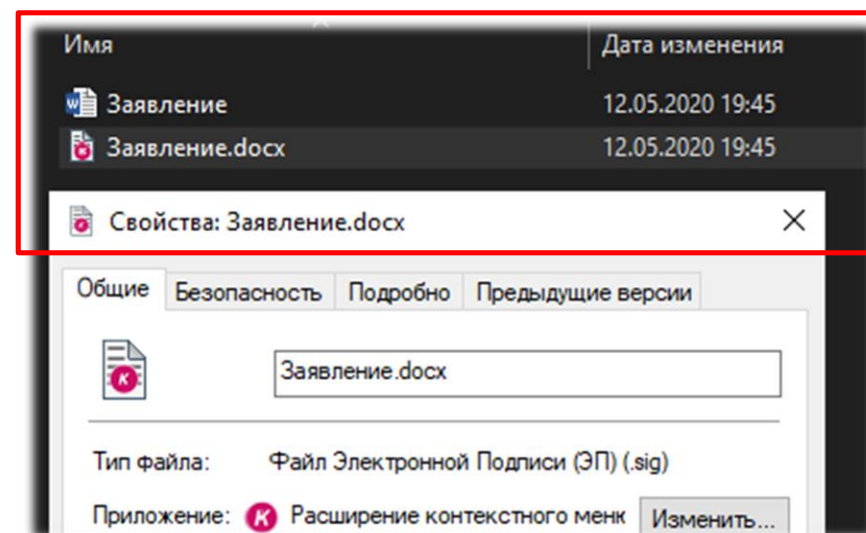 Имя Дата изменения
Заявление 12.05.2020 19:45
Заявление.docx 12.05.2020 19:45
Свойства: Заявление.docx
Общие Безопасность Подробно Предыдущие версии
Заявление.docx
Тип файла: Файл Электронной Подписи (ЭП) (.sig)
Приложение: Расширение контекстного меню Изменить...